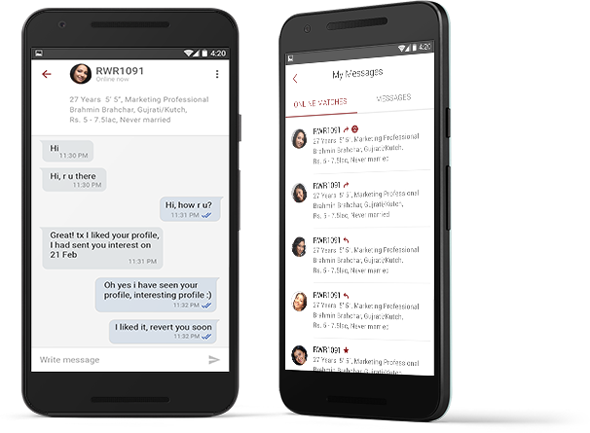 4:20
RWR1091
Online now
27 Years 5' 5", Marketing Professional
Brahmin Brahchar, Gujrati/Kutch,
Rs. 5 - 7.5lac, Never married
Hi
11:30 PM
Hi, r u there
11:30 PM
Hi, how r u?
11:31 PM
Great! tx I liked your profile,
I had sent you interest on
21 Feb
11:31 PM
Oh yes i have seen your
profile, interesting profile :)
11:32 PM
I liked it, revert you soon
11:32 PM
Write message
4:20
My Messages
ONLINE MATCHES
MESSAGES
RWR1091
27 Years 5' 6", Marketing Professional
Brahmin Brahchar, Gujrati/Kutch,
Rs. 5 - 7.5lac, Never married
RWR1091
27 Years 5' 6", Marketing Professional
Brahmin Brahchar, Gujrati/Kutch,
Rs. 5 - 7.5lac, Never married
RWR1091
27 Years 5' 6", Marketing Professional
Brahmin Brahchar, Gujrati/Kutch,
Rs. 5 - 7.5lac, Never married
RWR1091
27 Years 5' 6", Marketing Professional
Brahmin Brahchar, Gujrati/Kutch,
Rs. 5 - 7.5lac, Never married
RWR1091
27 Years 5' 6", Marketing Professional
Brahmin Brahchar, Gujrati/Kutch,